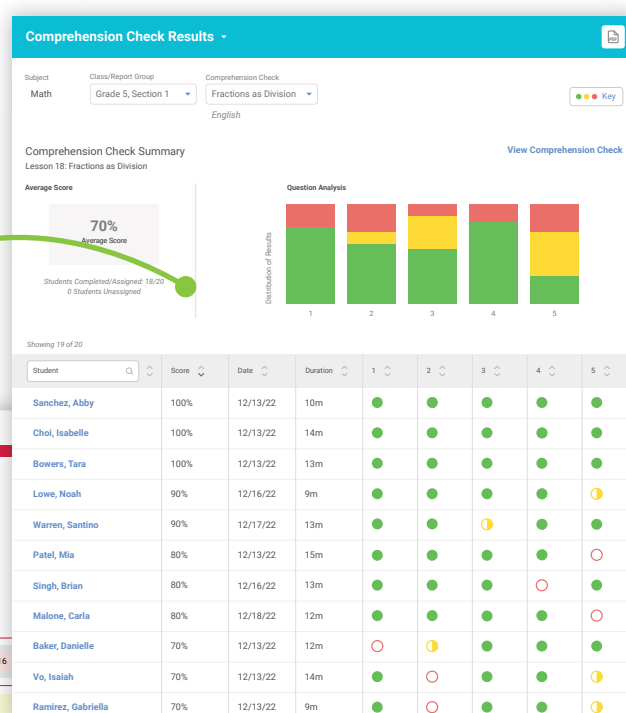 Comprehension Check Results
PDF
Subject
Class/Report Group
Comprehension Check
Math
Grade 5, Section 1
Fractions as Division
Key
English
Comprehension Check Summary
View Comprehension Check
Lesson 18: Fractions as Division
Average Score
Question Analysis
70%
Average Score
Students Completed/Assigned: 18/20
0 Students Unassigned
Distribution of Results
1 2 3 4 5
Showing 19 of 20
Student Score Date Duration 1 2 3 4 5
Sanchez, Abby 100% 12/13/22 10m
Choi, Isabelle 100% 12/13/22 14m
Bowers, Tara 100% 12/13/22 13m
Lowe, Noah 90% 12/16/22 9m
Warren, Santino 90% 12/17/22 13m
Patel, Mia 80% 12/13/22 15m
Singh, Brian 80% 12/16/22 13m
Malone, Carla 80% 12/18/22 12m
Baker, Danielle 70% 12/13/22 12m
Vo, Isaiah 70% 12/13/22 14m
Ramirez, Gabriella 70% 12/13/22 9m